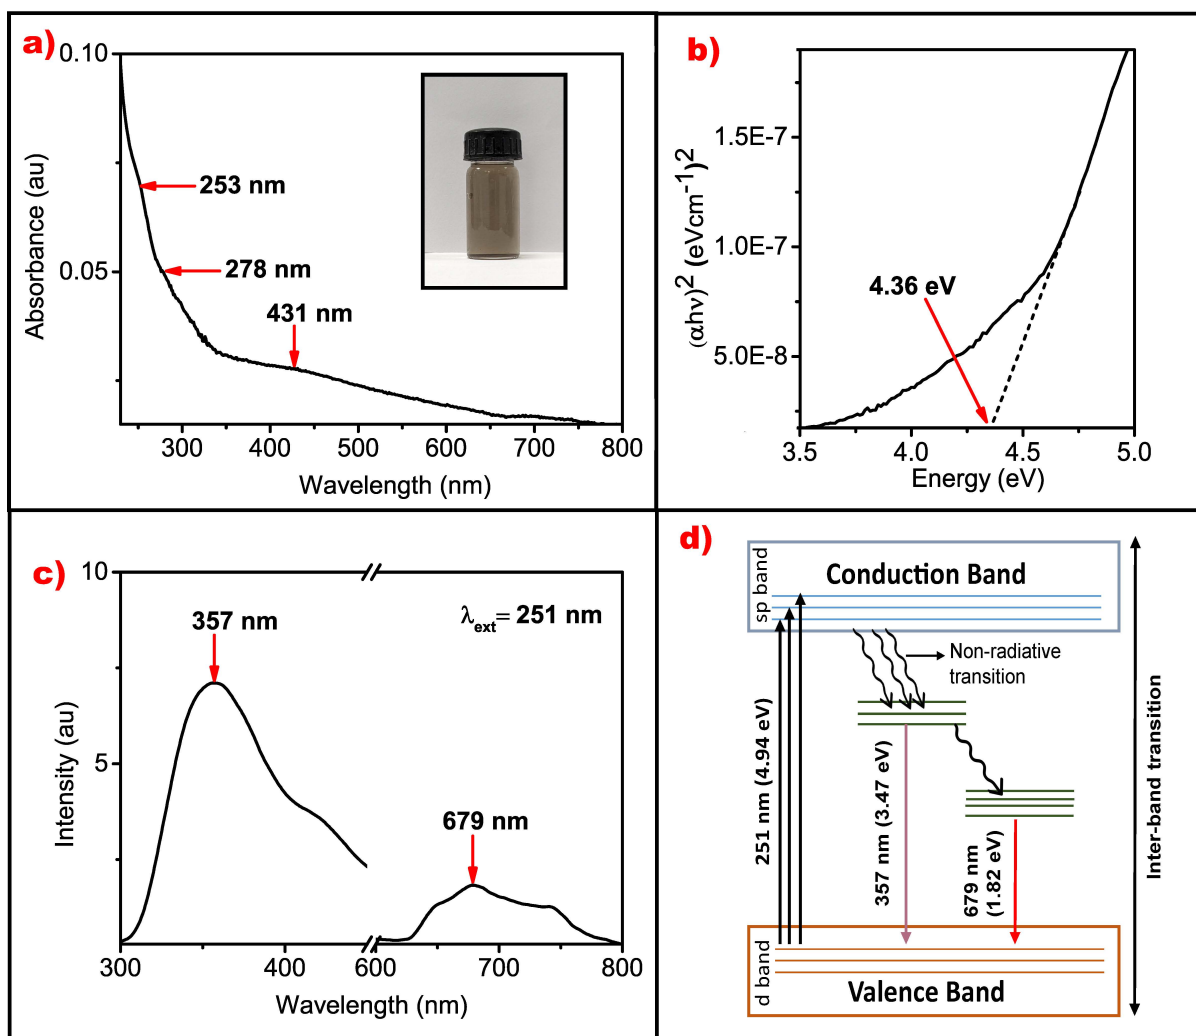 a)
0.10
0.05
Absorbance (au)
253 nm
278 nm
431 nm
300 400 500 600 700 800
Wavelength (nm)
b)
1.5E-7
1.0E-7
5.0E-8
(αhν)² (eVcm⁻¹)²
4.36 eV
3.5 4.0 4.5 5.0
Energy (eV)
c)
10
5
Intensity (au)
357 nm
λext= 251 nm
679 nm
300 400 600 700 800
Wavelength (nm)
d)
sp band
Conduction Band
Non-radiative
transition
251 nm (4.94 eV)
357 nm (3.47 eV)
679 nm
(1.82 eV)
Inter-band transition
d band
Valence Band